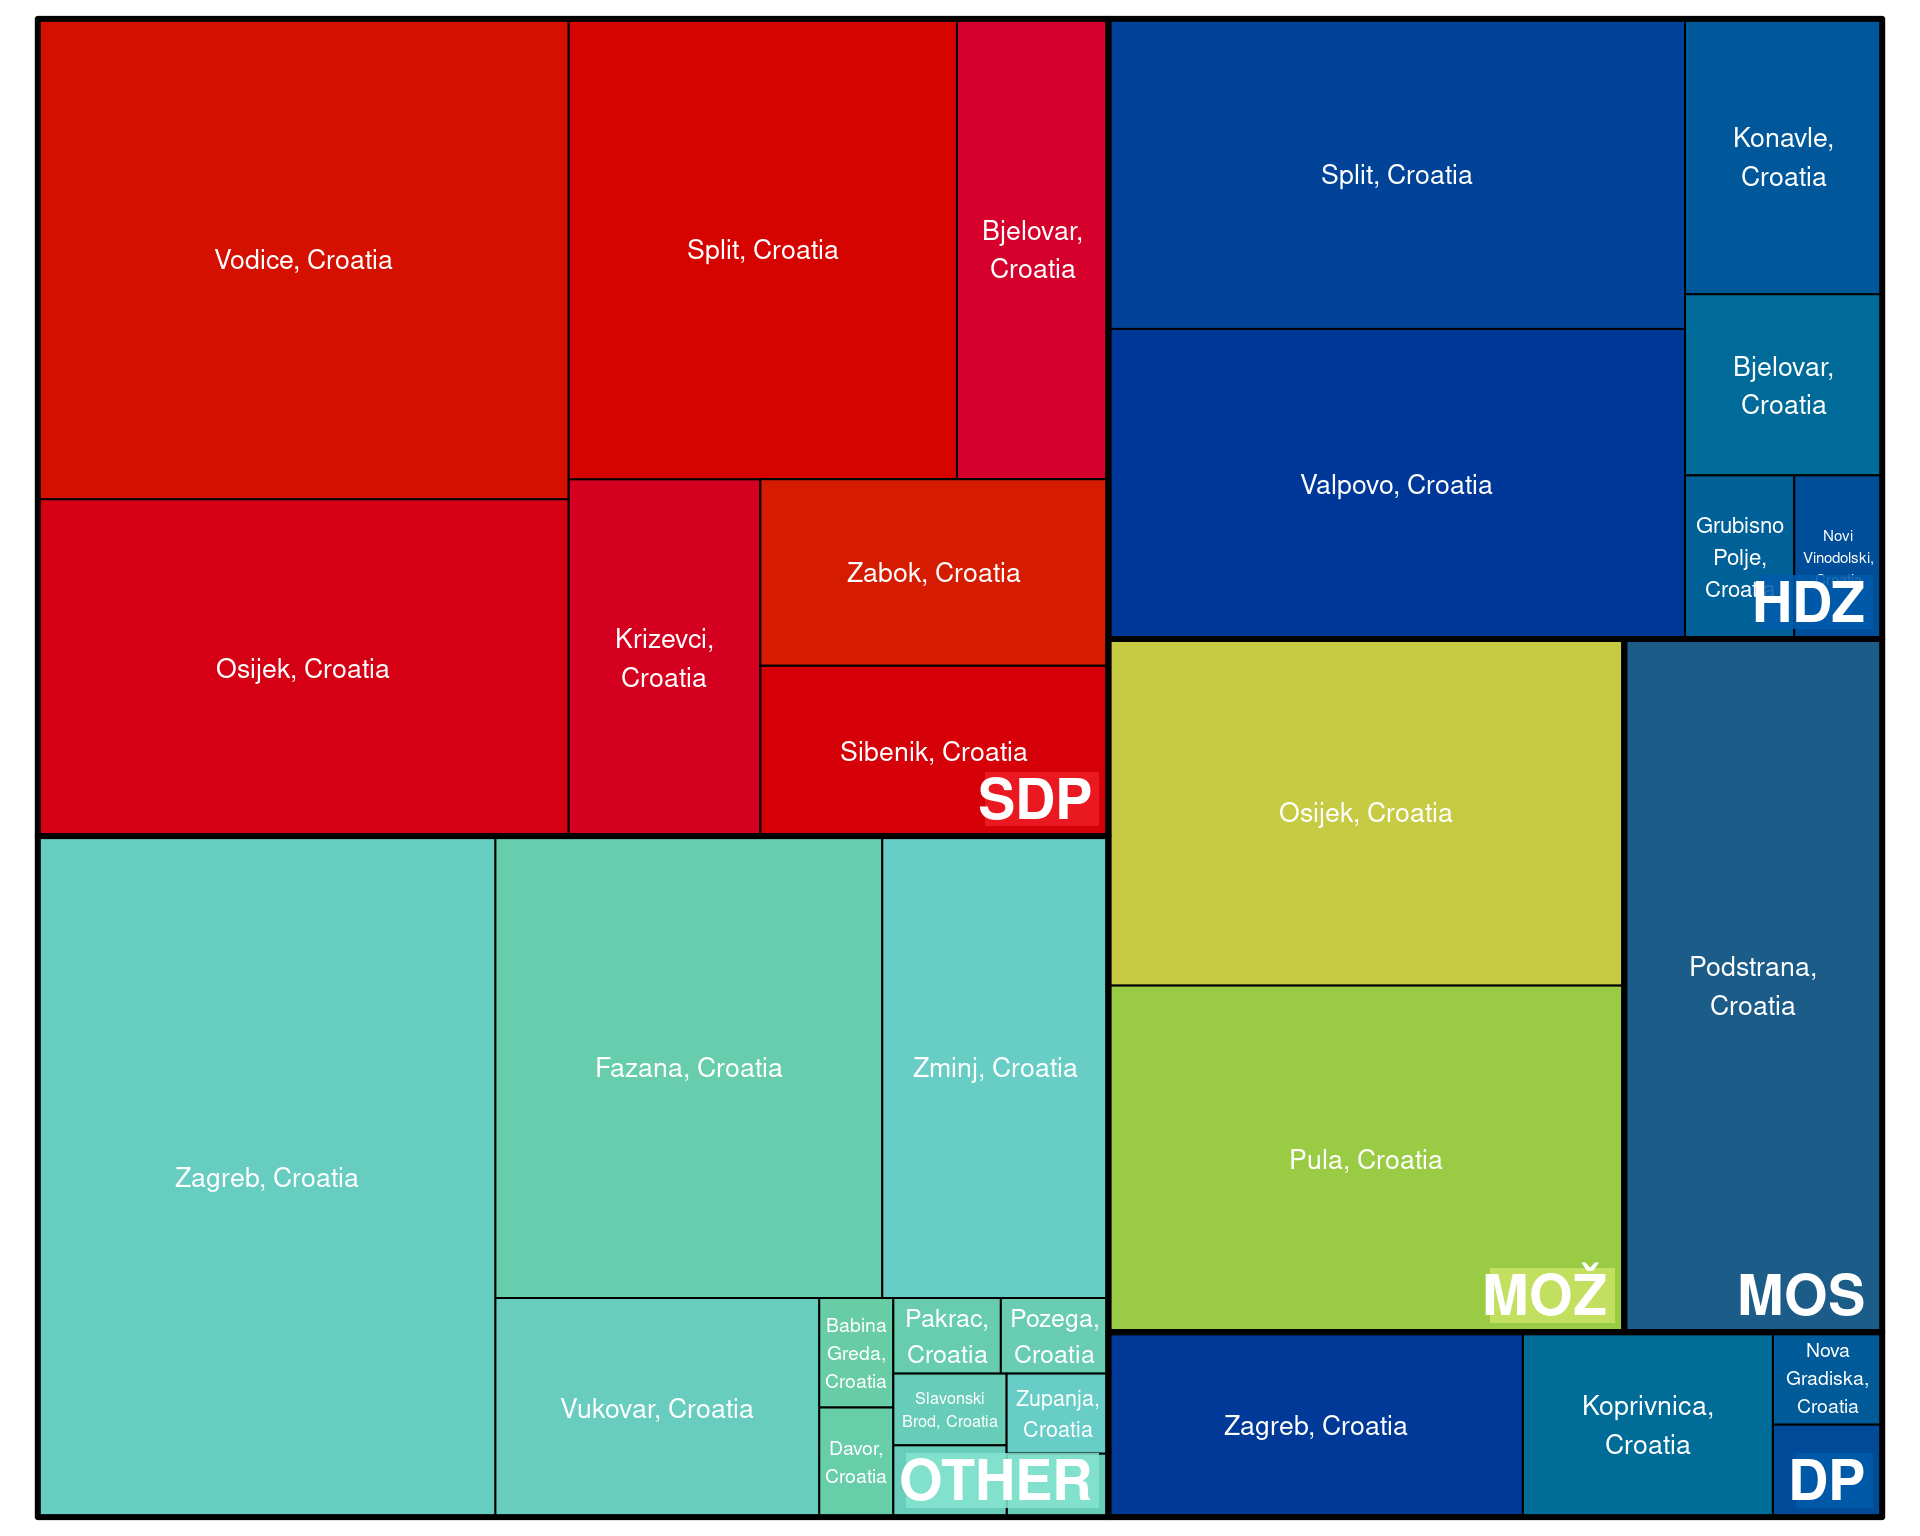 Vodice, Croatia
Split, Croatia
Bjelovar,
Croatia
Osijek, Croatia
Krizevci,
Croatia
Zabok, Croatia
Sibenik, Croatia
SDP
Split, Croatia
Konavle,
Croatia
Valpovo, Croatia
Bjelovar,
Croatia
Grubisno
Polje,
Croatia
Novi
Vinodolski,
Croatia
HDZ
Zagreb, Croatia
Fazana, Croatia
Zminj, Croatia
Vukovar, Croatia
Babina
Greda,
Croatia
Davor,
Croatia
Pakrac,
Croatia
Pozega,
Croatia
Slavonski
Brod, Croatia
Zupanja,
Croatia
OTHER
Osijek, Croatia
Pula, Croatia
MOŽ
Podstrana,
Croatia
MOS
Zagreb, Croatia
Koprivnica,
Croatia
Nova
Gradiska,
Croatia
DP